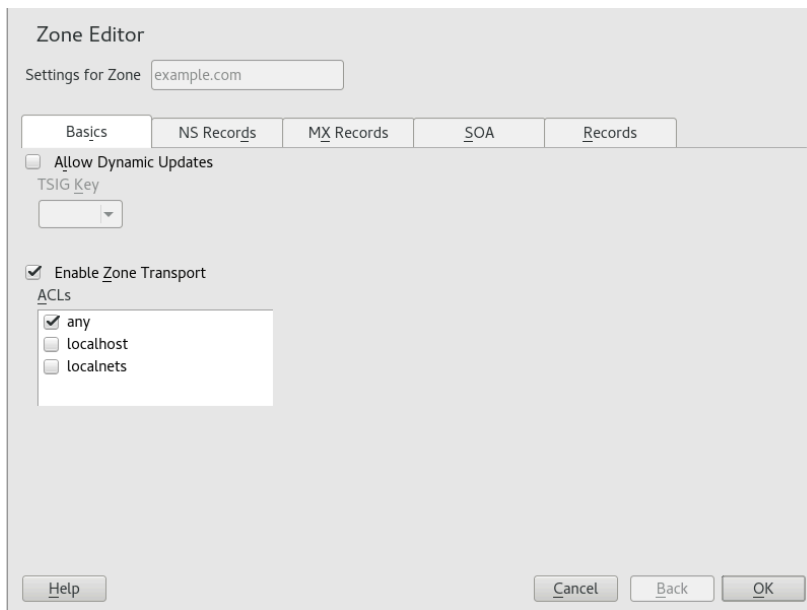 Zone Editor
Settings for Zone example.com
Basics NS Records MX Records SOA Records
Allow Dynamic Updates
TSIG Key
Enable Zone Transport
ACLs
any
localhost
localnets
Help Cancel Back OK